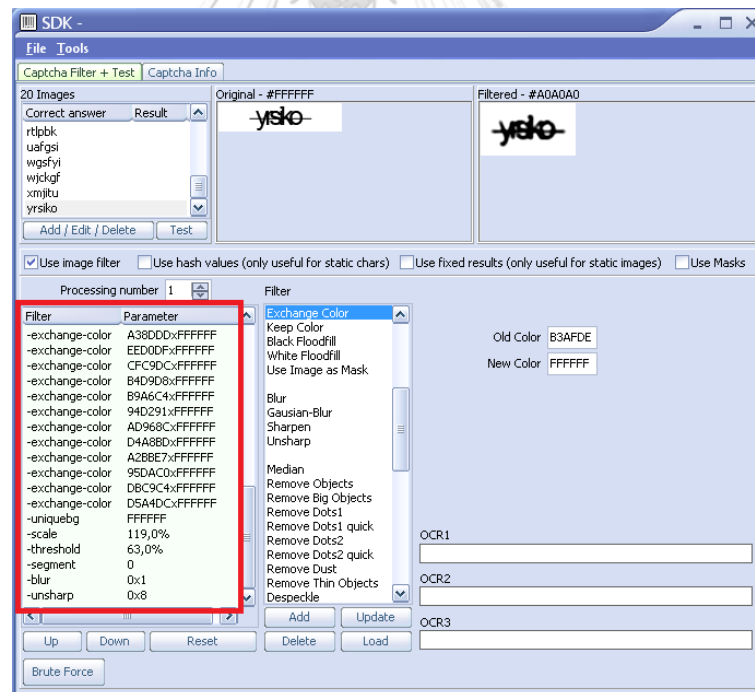 SDK -
File Tools
Captcha Filter + Test Captcha Info
20 Images Original - #FFFFFF Filtered - #A0A0A0
Correct answer Result
rtlpbk
uafgsi
wgsfyi
wjckgf
xmjitu
yrsiko
yrsiko
yrsiko
Add / Edit / Delete Test
Use image filter Use hash values (only useful for static chars) Use fixed results (only useful for static images) Use Masks
Processing number 1
Filter Parameter
-exchange-color A38DDDxFFFFFF
-exchange-color EED0DFxFFFFFF
-exchange-color CFC9DCxFFFFFF
-exchange-color B4D9D8xFFFFFF
-exchange-color B9A6C4xFFFFFF
-exchange-color 94D291xFFFFFF
-exchange-color AD968CxFFFFFF
-exchange-color D4A8BDxFFFFFF
-exchange-color A2BBE7xFFFFFF
-exchange-color 95DAC0xFFFFFF
-exchange-color DBC9C4xFFFFFF
-exchange-color D5A4DCxFFFFFF
-uniquebg FFFFFF
-scale 119,0%
-threshold 63,0%
-segment 0
-blur 0x1
-unsharp 0x8
Up Down Reset
Brute Force
Filter
Exchange Color
Keep Color
Black Floodfill
White Floodfill
Use Image as Mask
Blur
Gausian-Blur
Sharpen
Unsharp
Median
Remove Objects
Remove Big Objects
Remove Dots1
Remove Dots1 quick
Remove Dots2
Remove Dots2 quick
Remove Dust
Remove Thin Objects
Despeckle
Add Update
Delete Load
Old Color B3AFDE
New Color FFFFFF
OCR1
OCR2
OCR3